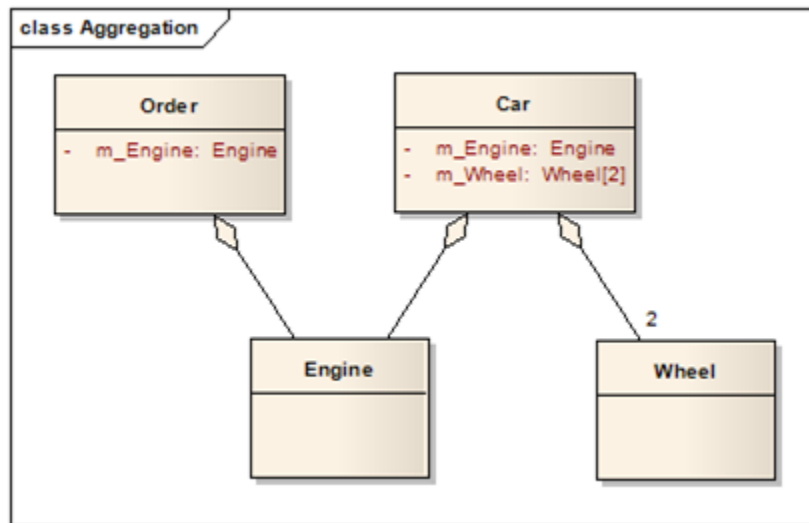 class Aggregation
Order
- m_Engine: Engine
Car
- m_Engine: Engine
- m_Wheel: Wheel[2]
2
Engine
Wheel